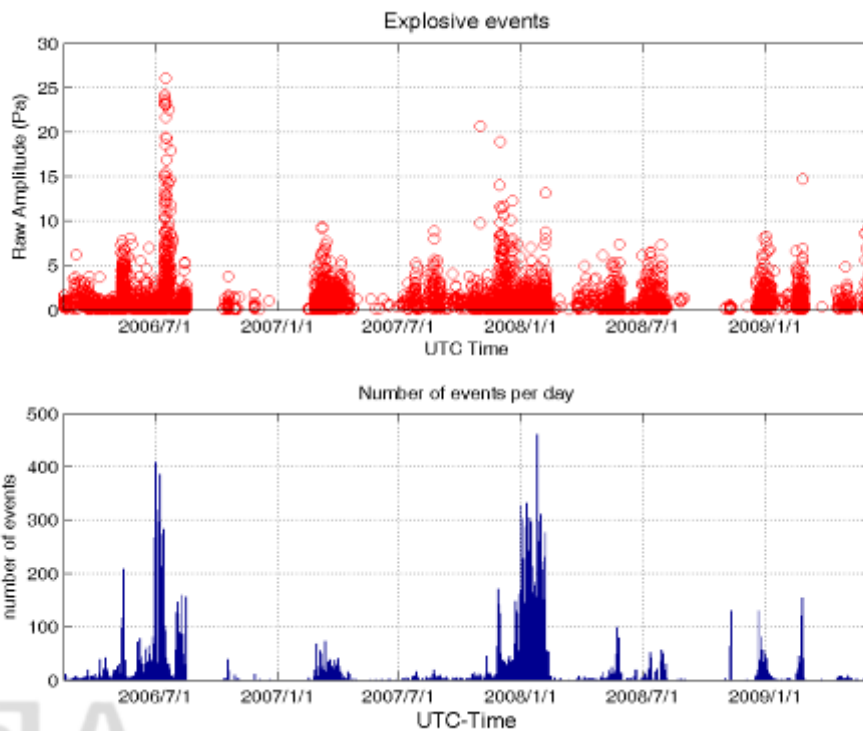 Explosive events
30
25
20
15
10
5
0
Raw Amplitude (Pa)
2006/7/1 2007/1/1 2007/7/1 2008/1/1 2008/7/1 2009/1/1
UTC Time
Number of events per day
500
400
300
200
100
0
number of events
2006/7/1 2007/1/1 2007/7/1 2008/1/1 2008/7/1 2009/1/1
UTC-Time